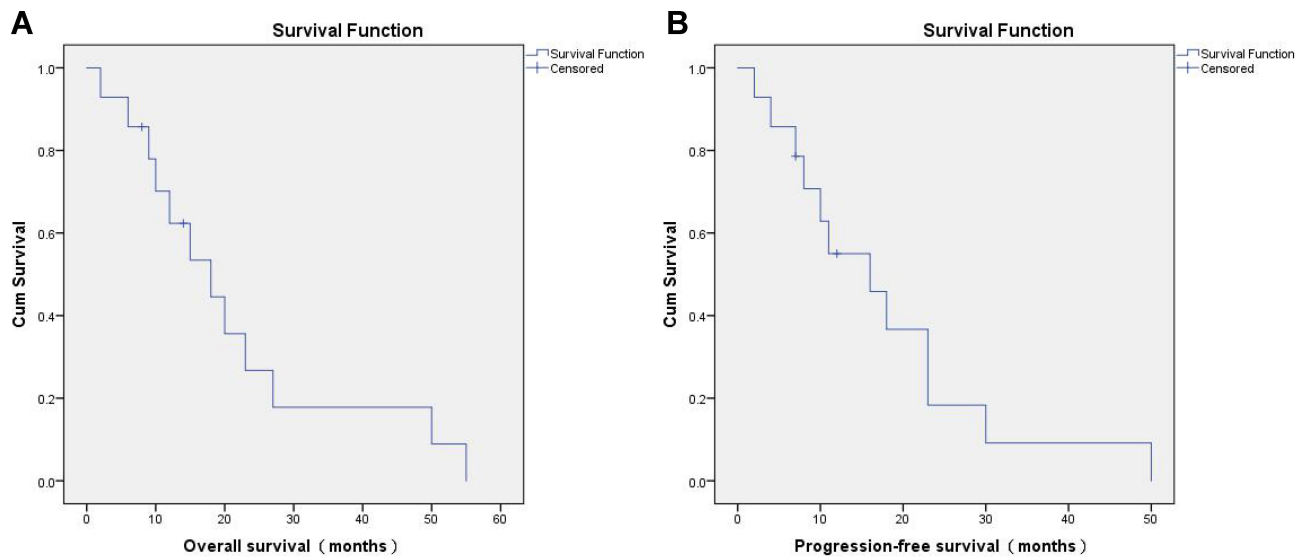 A
Survival Function
Survival Function
Censored
1.0
0.8
0.6
0.4
0.2
0.0
Cum Survival
0 10 20 30 40 50 60
Overall survival（months）
B
Survival Function
Survival Function
Censored
1.0
0.8
0.6
0.4
0.2
0.0
Cum Survival
0 10 20 30 40 50
Progression-free survival（months）